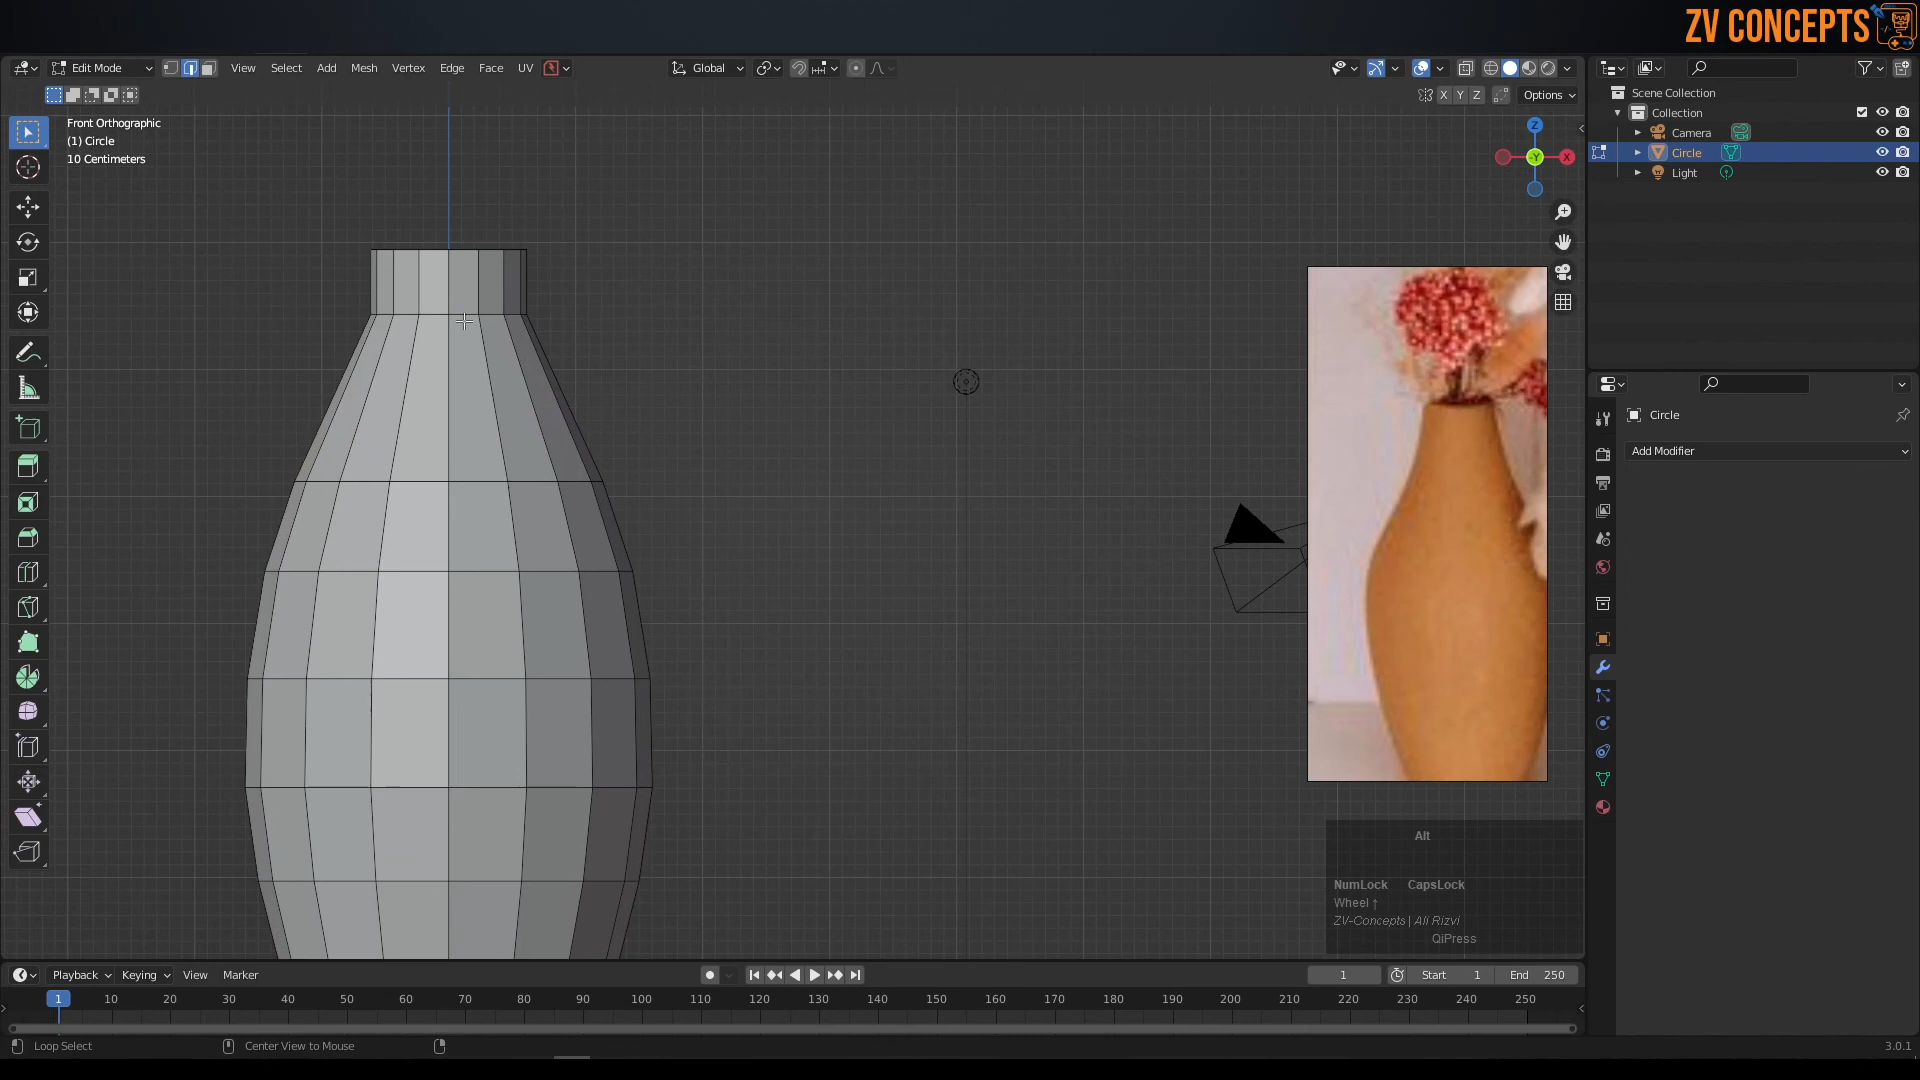 ZV CONCEPTS
Edit Mode
View Select Add Mesh Vertex Edge Face UV
Global
X Y Z
Options
Front Orthographic
(1) Circle
10 Centimeters
Z
-Y
X
Scene Collection
Collection
Camera
Circle
Light
Circle
Add Modifier
Alt
NumLock CapsLock
Wheel ↑
ZV-Concepts | Ali Rizvi
QiPress
Playback Keying View Marker
1
Start 1
End 250
1 10 20 30 40 50 60 70 80 90 100 110 120 130 140 150 160 170 180 190 200 210 220 230 240 250
Loop Select
Center View to Mouse
3.0.1